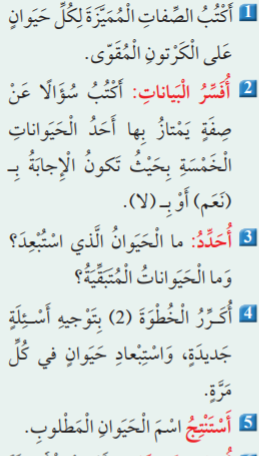 1 أَكْتُبُ الصِّفاتِ الْمُمَيَّزَةَ لِكُلِّ حَيَوانٍ
عَلى الْكَرْتونِ الْمُقَوّى.
2 أُفَسِّرُ الْبَياناتِ: أَكْتُبُ سُؤَالًا عَنْ
صِفَةٍ يَمْتازُ بِها أَحَدُ الْحَيَواناتِ
الْخَمْسَةِ بِحَيْثُ تَكونُ الْإِجابَةُ بِـ
(نَعَم) أَوْ بِـ (لا).
3 أُحَدِّدُ: ما الْحَيَوانُ الَّذي اسْتُبْعِدَ؟
وَما الْحَيَواناتُ الْمُتَبَقِّيَةُ؟
4 أُكَرِّرُ الْخُطْوَةَ (2) بِتَوْجيهِ أَسْئِلَةٍ
جَديدَةٍ، وَاسْتِبْعادِ حَيَوانٍ في كُلِّ
مَرَّةٍ.
5 أَسْتَنْتِجُ اسْمَ الْحَيَوانِ الْمَطْلوبِ.